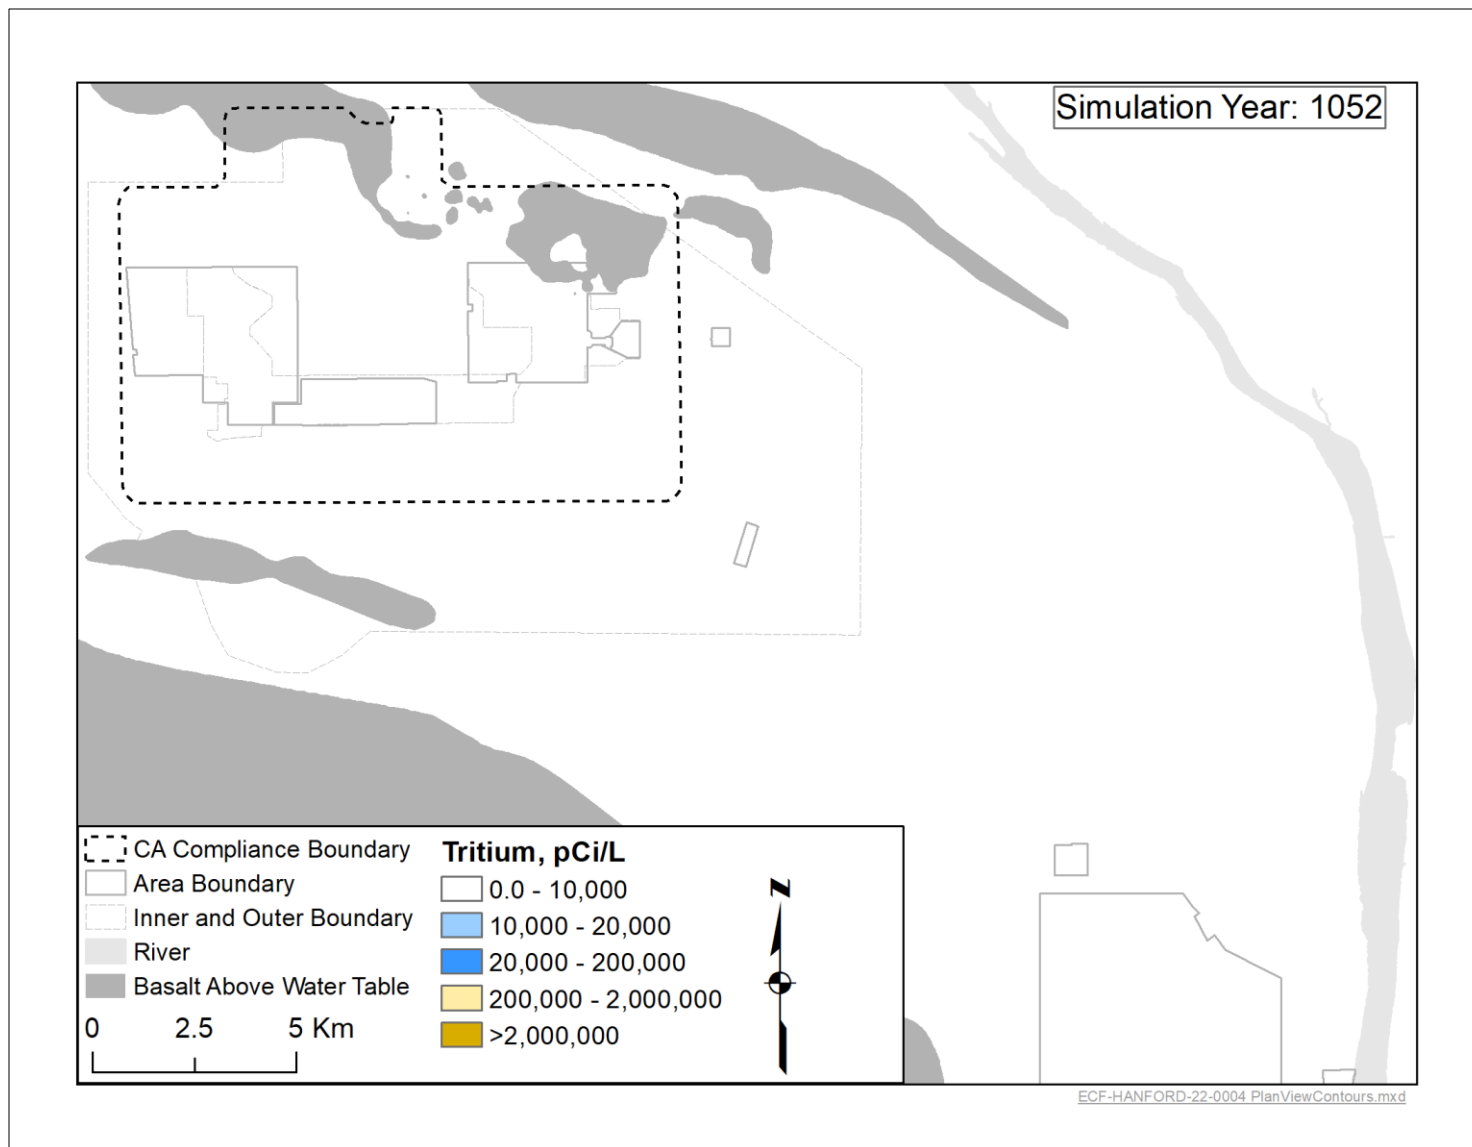 Simulation Year: 1052
CA Compliance Boundary
Area Boundary
Inner and Outer Boundary
River
Basalt Above Water Table
0 2.5 5 Km
Tritium, pCi/L
0.0 - 10,000
10,000 - 20,000
20,000 - 200,000
200,000 - 2,000,000
>2,000,000
N
ECF-HANFORD-22-0004 PlanViewContours.mxd